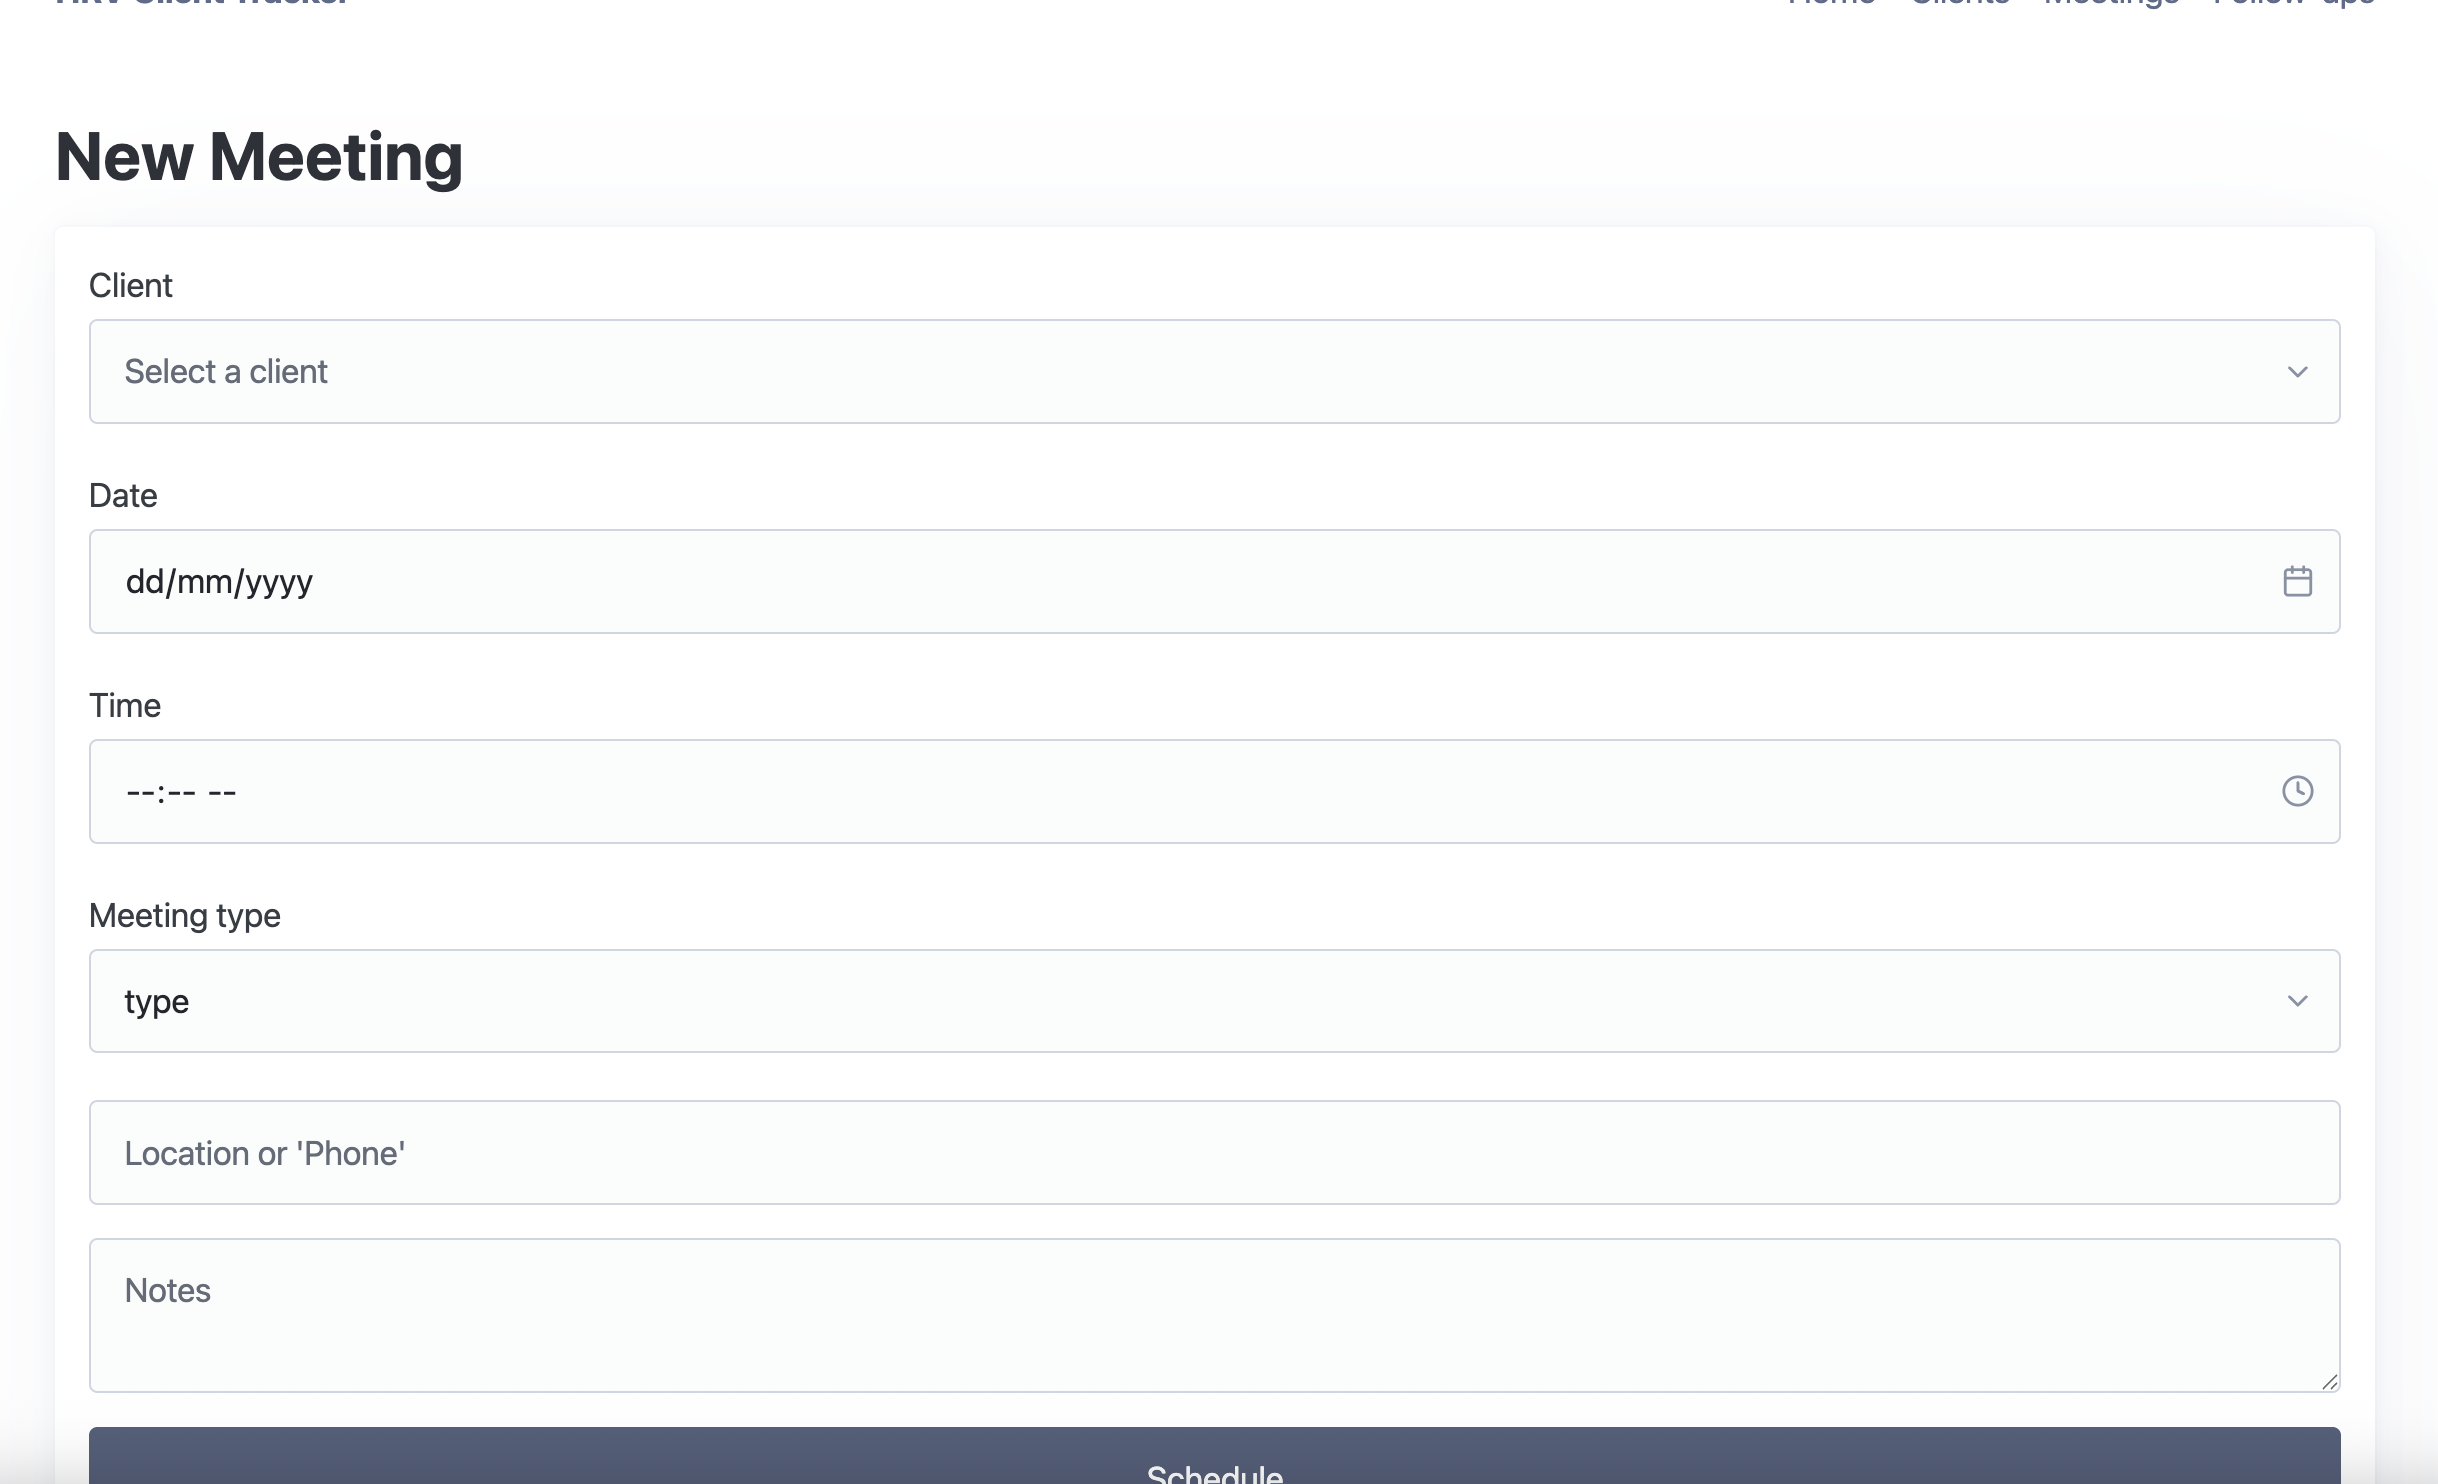 HRV Client Tracker
Home Clients Meetings Follow-ups
New Meeting
Client
Select a client
Date
dd/mm/yyyy
Time
--:-- --
Meeting type
type
Location or 'Phone'
Notes
Schedule